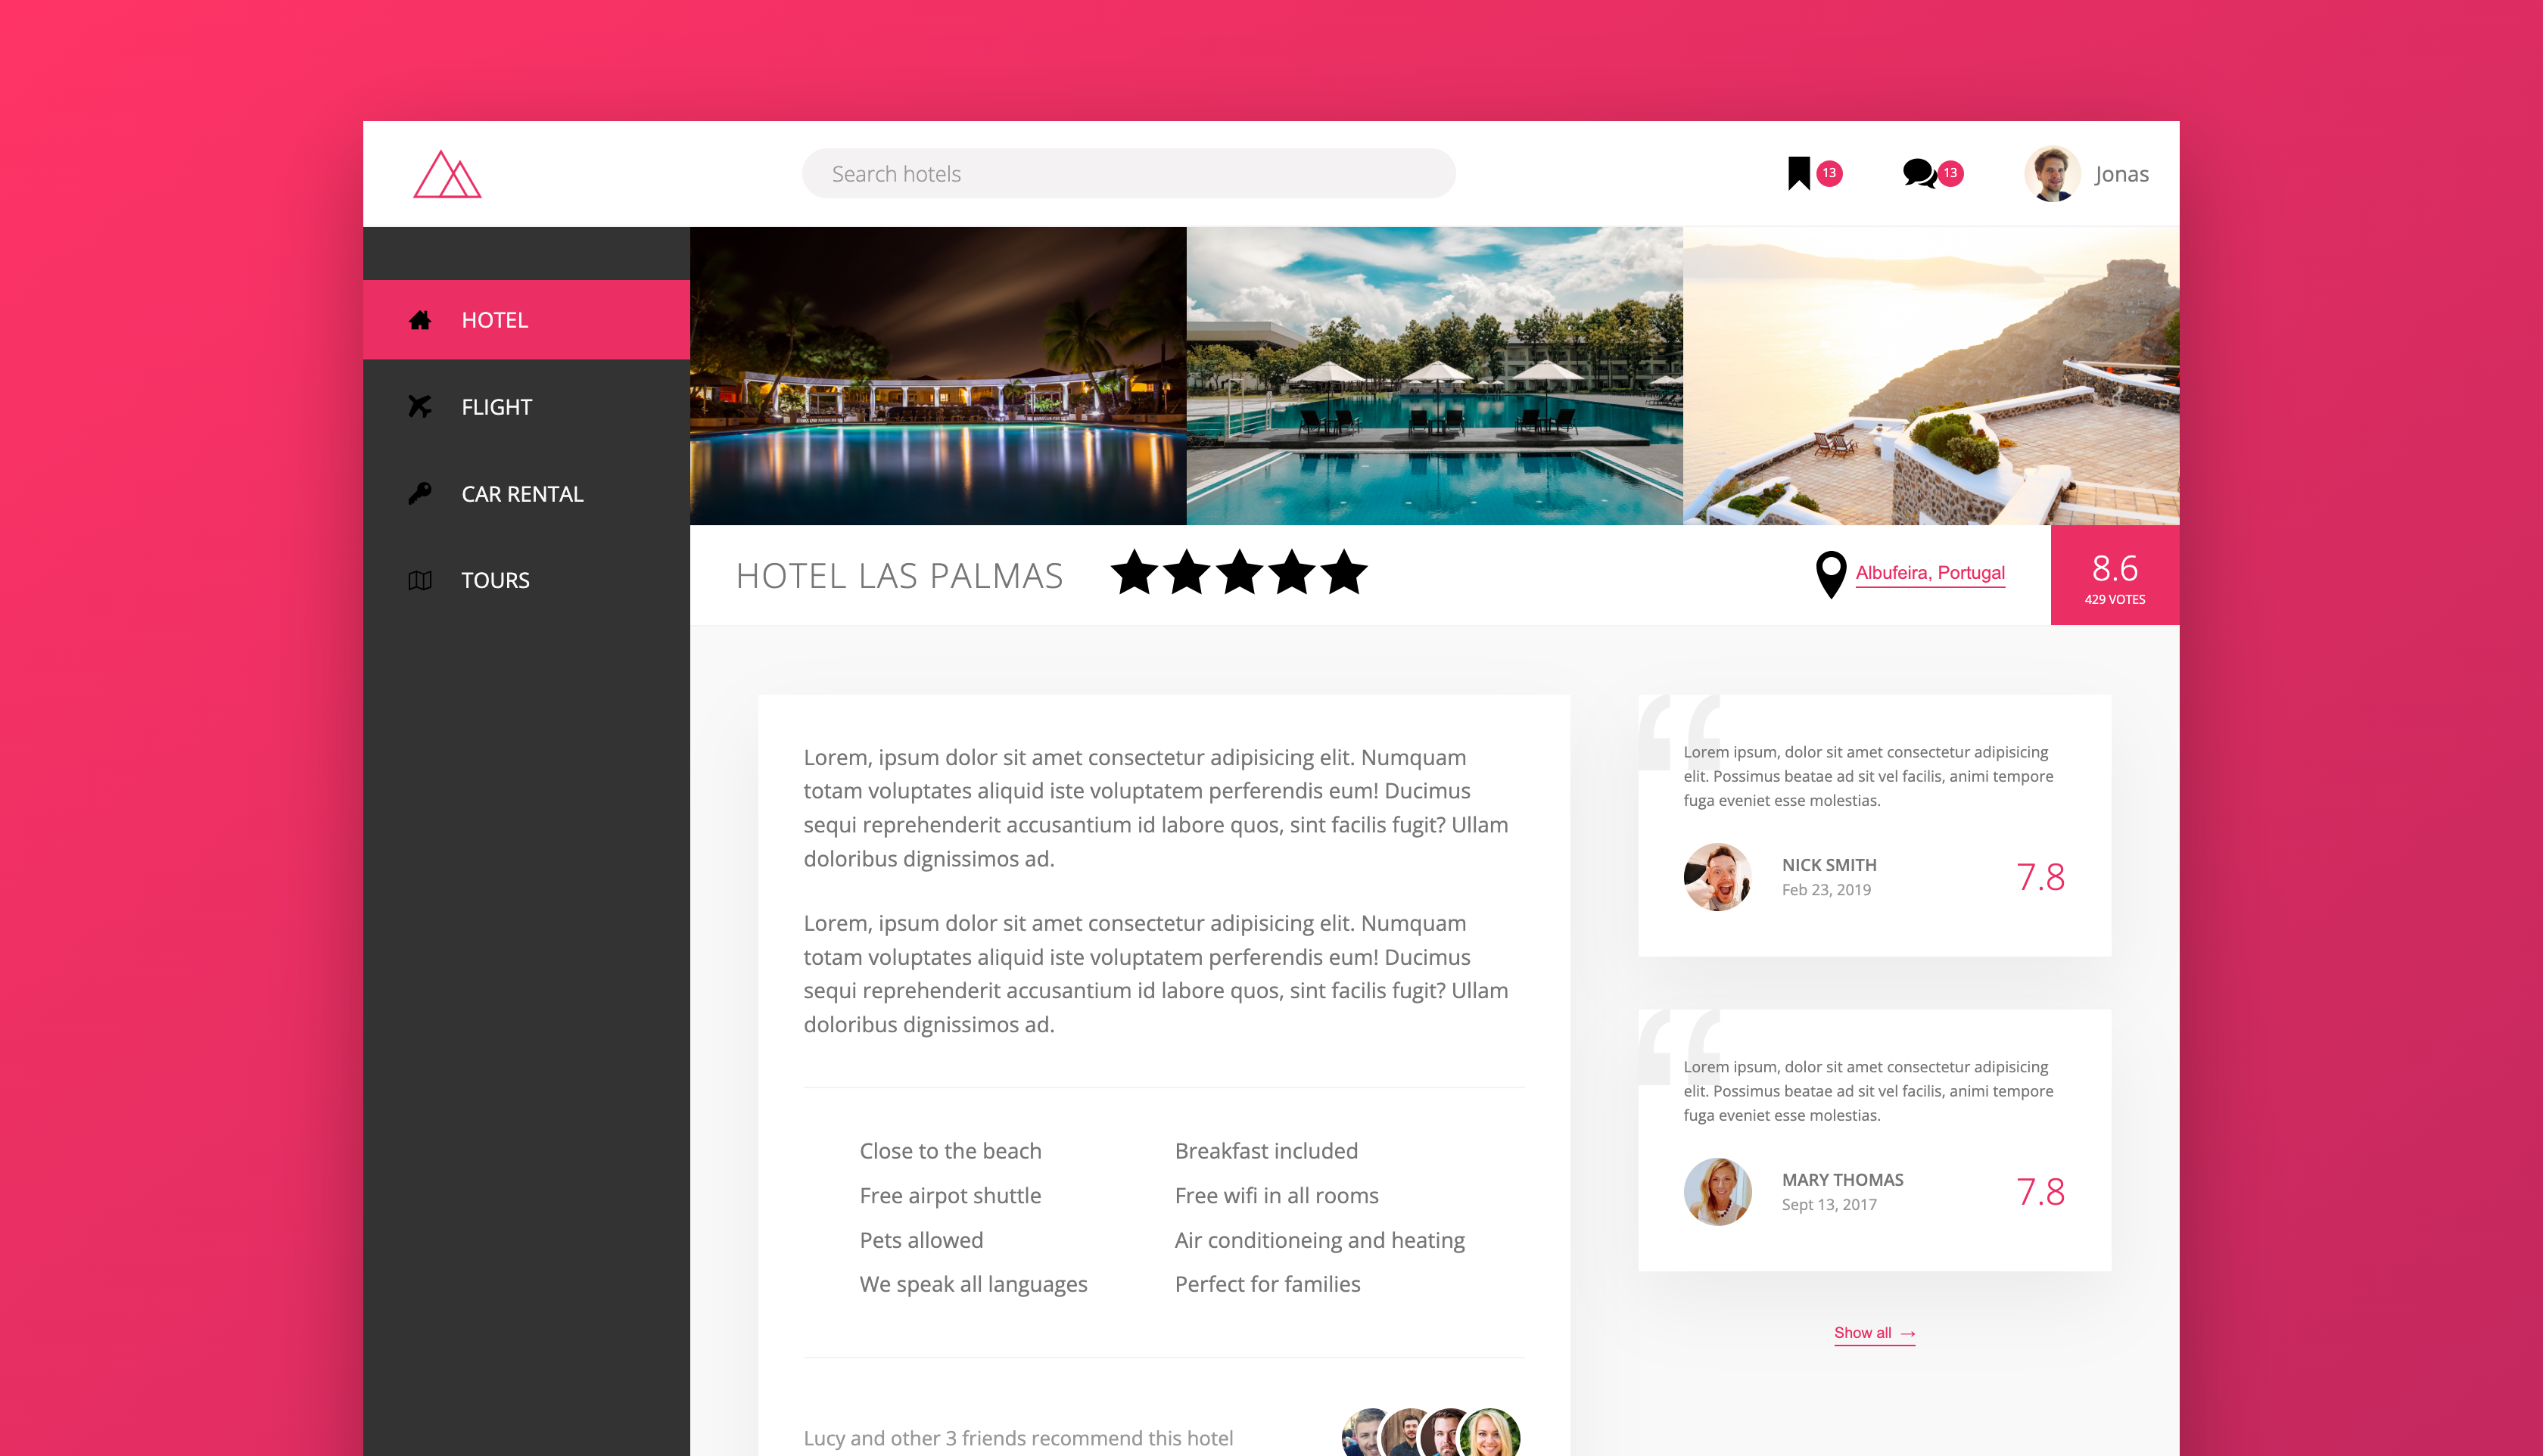 Search hotels
13
13
Jonas
HOTEL
FLIGHT
CAR RENTAL
TOURS
HOTEL LAS PALMAS
Albufeira, Portugal
8.6
429 VOTES
Lorem, ipsum dolor sit amet consectetur adipisicing elit. Numquam
totam voluptates aliquid iste voluptatem perferendis eum! Ducimus
sequi reprehenderit accusantium id labore quos, sint facilis fugit? Ullam
doloribus dignissimos ad.
Lorem, ipsum dolor sit amet consectetur adipisicing elit. Numquam
totam voluptates aliquid iste voluptatem perferendis eum! Ducimus
sequi reprehenderit accusantium id labore quos, sint facilis fugit? Ullam
doloribus dignissimos ad.
Close to the beach
Breakfast included
Free airpot shuttle
Free wifi in all rooms
Pets allowed
Air conditioneing and heating
We speak all languages
Perfect for families
Lucy and other 3 friends recommend this hotel
“
Lorem ipsum, dolor sit amet consectetur adipisicing
elit. Possimus beatae ad sit vel facilis, animi tempore
fuga eveniet esse molestias.
NICK SMITH
Feb 23, 2019
7.8
“
Lorem ipsum, dolor sit amet consectetur adipisicing
elit. Possimus beatae ad sit vel facilis, animi tempore
fuga eveniet esse molestias.
MARY THOMAS
Sept 13, 2017
7.8
Show all →